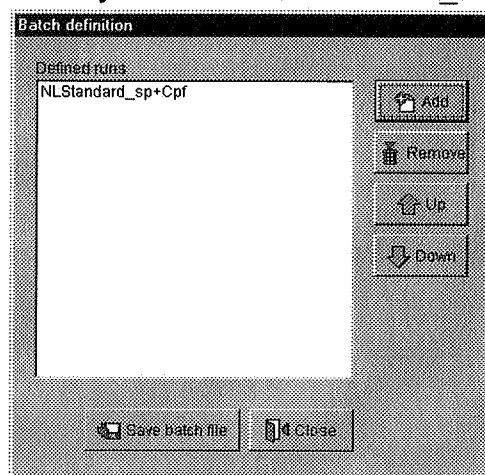 Batch definition
Defined runs
NLStandard_sp+Cpf
Add
Remove
Up
Down
Save batch file
Close